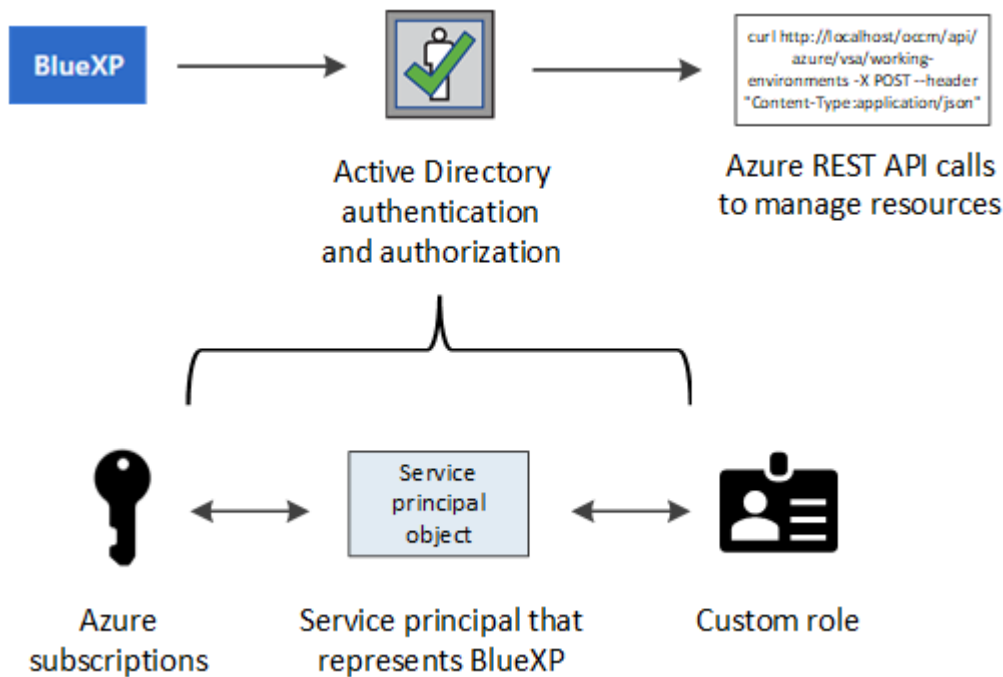 BlueXP
curl http://localhost/occm/api/
azure/vsa/working-
environments -X POST --header
"Content-Type:application/json"
Active Directory
authentication
and authorization
Azure REST API calls
to manage resources
Service
principal
object
Azure
subscriptions
Service principal that
represents BlueXP
Custom role